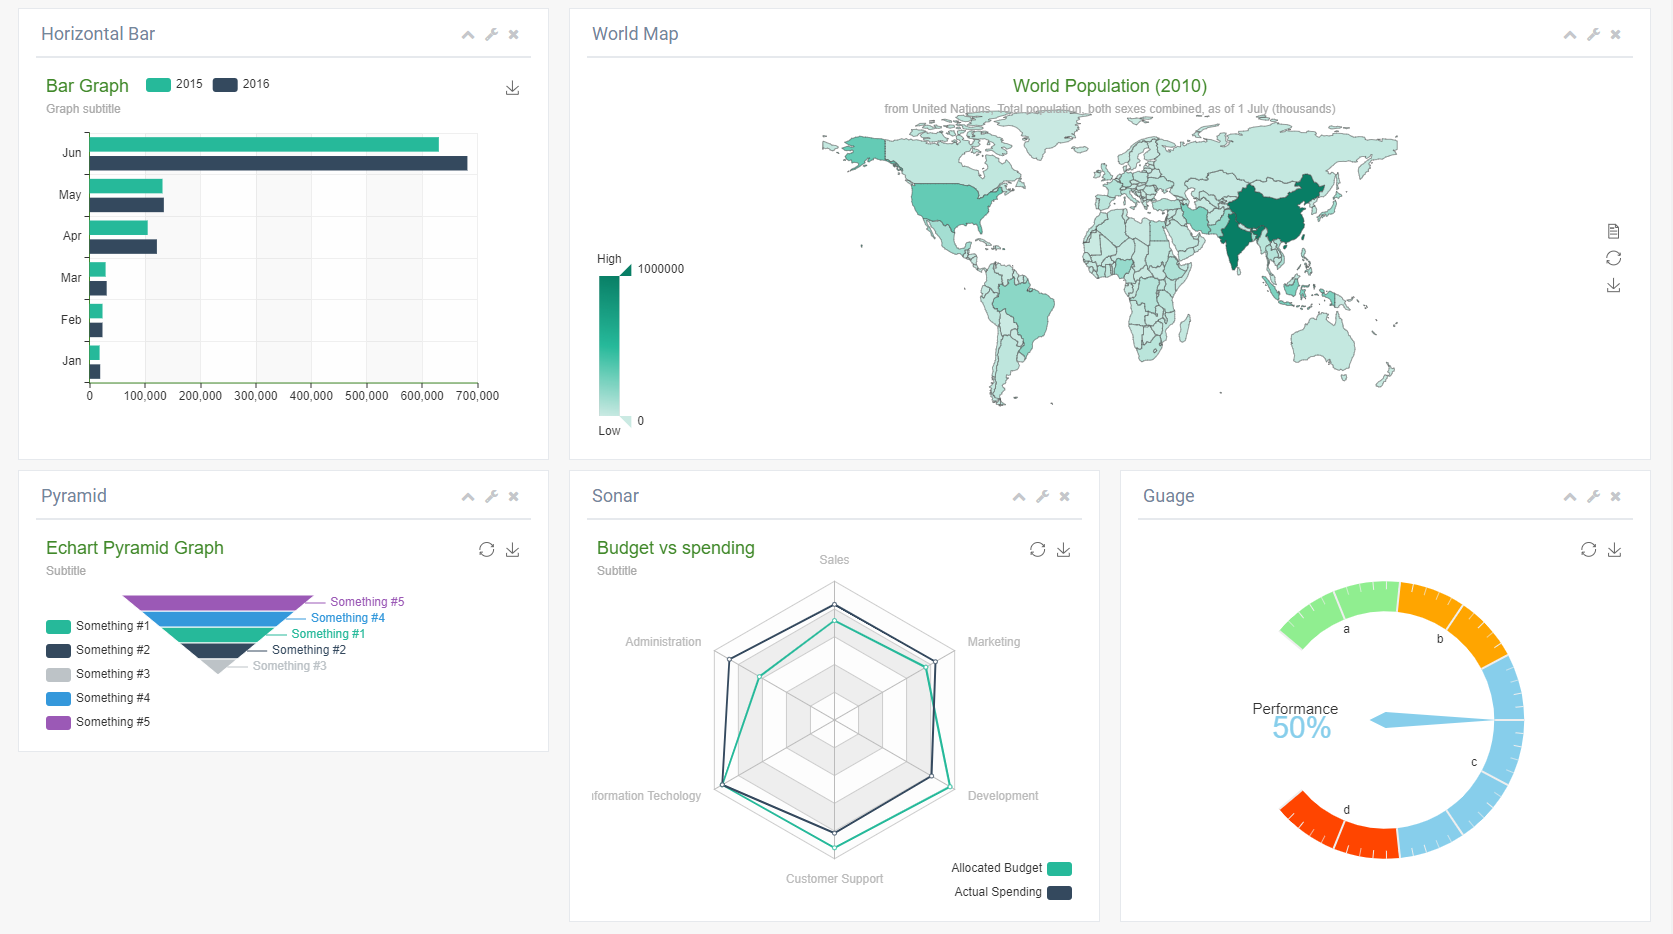 Horizontal Bar
Bar Graph
2015
2016
Graph subtitle
Jun
May
Apr
Mar
Feb
Jan
0
100,000
200,000
300,000
400,000
500,000
600,000
700,000
World Map
World Population (2010)
from United Nations, Total population, both sexes combined, as of 1 July (thousands)
High
1000000
0
Low
Pyramid
Echart Pyramid Graph
Subtitle
Something #5
Something #4
Something #1
Something #2
Something #3
Something #1
Something #2
Something #3
Something #4
Something #5
Sonar
Budget vs spending
Subtitle
Sales
Administration
Marketing
nformation Techology
Development
Customer Support
Allocated Budget
Actual Spending
Guage
a
b
Performance
50%
c
d